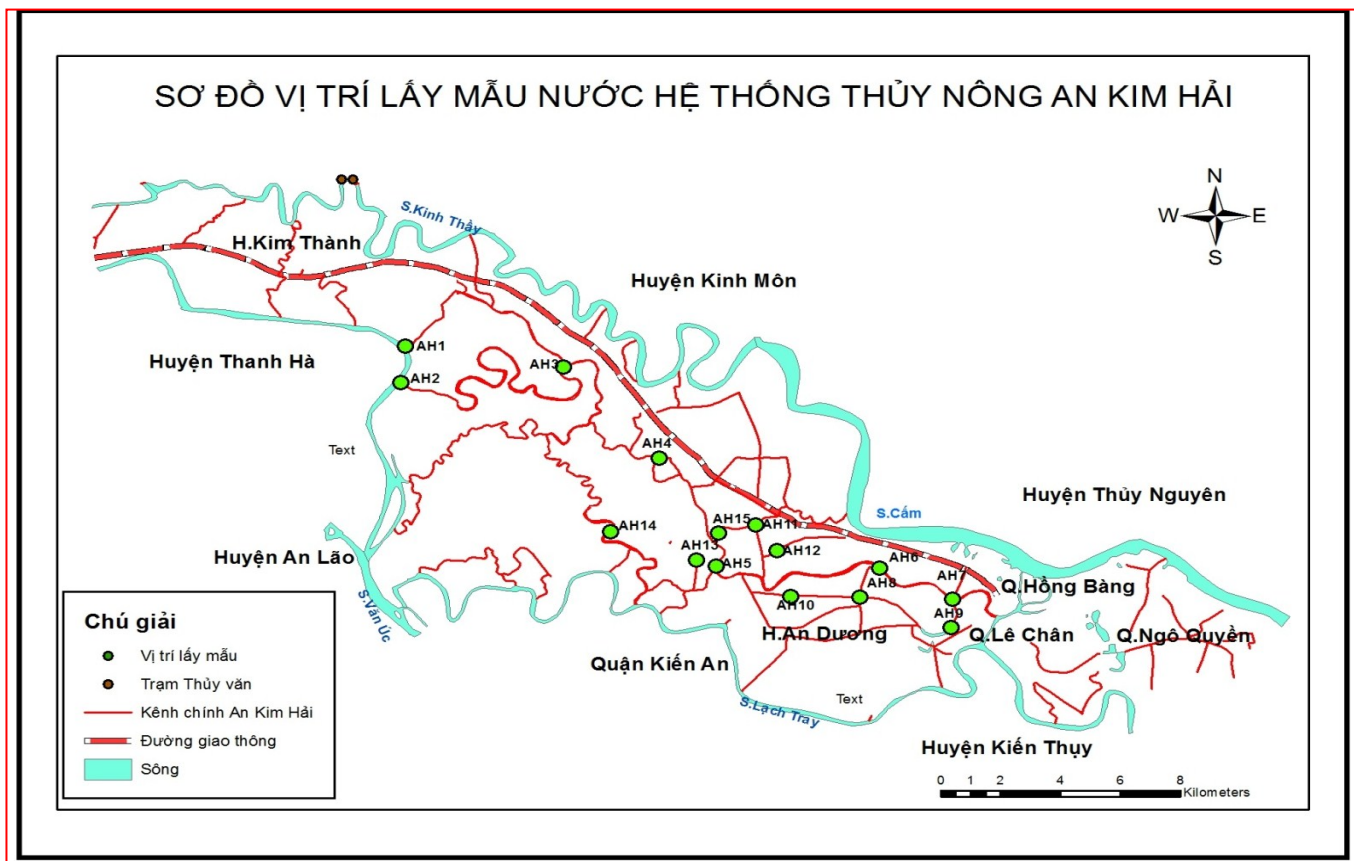 SƠ ĐỒ VỊ TRÍ LẤY MẪU NƯỚC HỆ THỐNG THỦY NÔNG AN KIM HẢI
N
W E
S
S.Kinh Thầy
H.Kim Thành
Huyện Kinh Môn
AH1
Huyện Thanh Hà
AH3
AH2
Text
AH4
Huyện Thủy Nguyên
S.Cấm
AH15
AH11
AH14
AH13
AH12
Huyện An Lão
AH5
AH6
AH7
Q.Hồng Bàng
AH8
AH10
AH9
S.Văn Úc
H.An Dương
Q.Lê Chân
Q.Ngô Quyền
Quận Kiến An
Text
S.Lạch Tray
Huyện Kiến Thụy
Chú giải
Vị trí lấy mẫu
Trạm Thủy văn
Kênh chính An Kim Hải
Đường giao thông
Sông
0 1 2 4 6 8
Kilometers